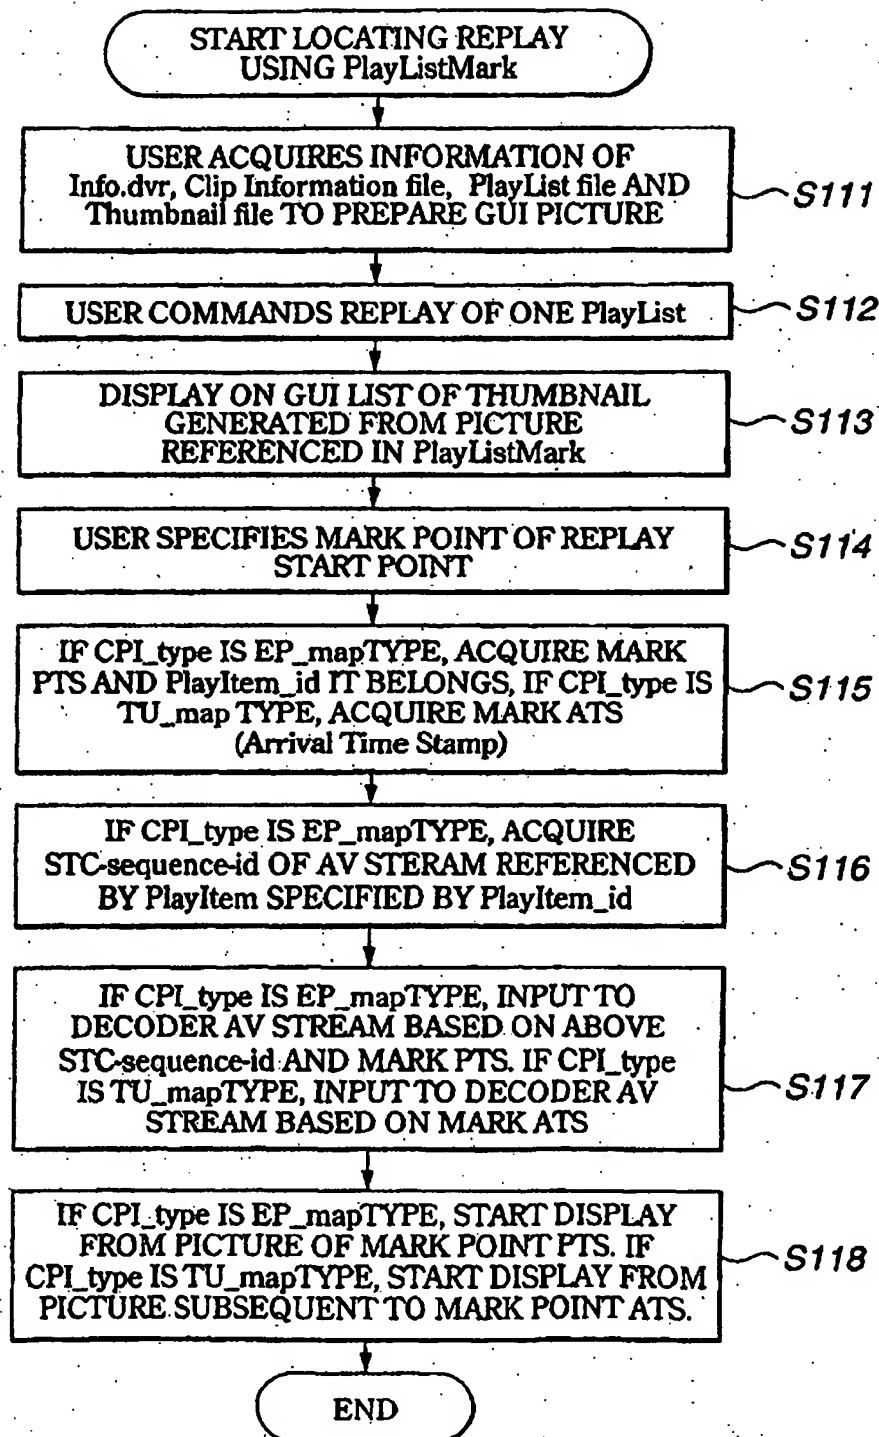 START LOCATING REPLAY
USING PlayListMark
USER ACQUIRES INFORMATION OF
Info.dvr, Clip Information file, PlayList file AND
Thumbnail file TO PREPARE GUI PICTURE
S111
USER COMMANDS REPLAY OF ONE PlayList
S112
DISPLAY ON GUI LIST OF THUMBNAIL
GENERATED FROM PICTURE
REFERENCED IN PlayListMark
S113
USER SPECIFIES MARK POINT OF REPLAY
START POINT
S114
IF CPI_type IS EP_mapTYPE, ACQUIRE MARK
PTS AND PlayItem_id IT BELONGS, IF CPI_type IS
TU_map TYPE, ACQUIRE MARK ATS
(Arrival Time Stamp)
S115
IF CPI_type IS EP_mapTYPE, ACQUIRE
STC-sequence-id OF AV STERAM REFERENCED
BY PlayItem SPECIFIED BY PlayItem_id
S116
IF CPI_type IS EP_mapTYPE, INPUT TO
DECODER AV STREAM BASED ON ABOVE
STC-sequence-id AND MARK PTS. IF CPI_type
IS TU_mapTYPE, INPUT TO DECODER AV
STREAM BASED ON MARK ATS
S117
IF CPI_type IS EP_mapTYPE, START DISPLAY
FROM PICTURE OF MARK POINT PTS. IF
CPI_type IS TU_mapTYPE, START DISPLAY FROM
PICTURE SUBSEQUENT TO MARK POINT ATS.
S118
END